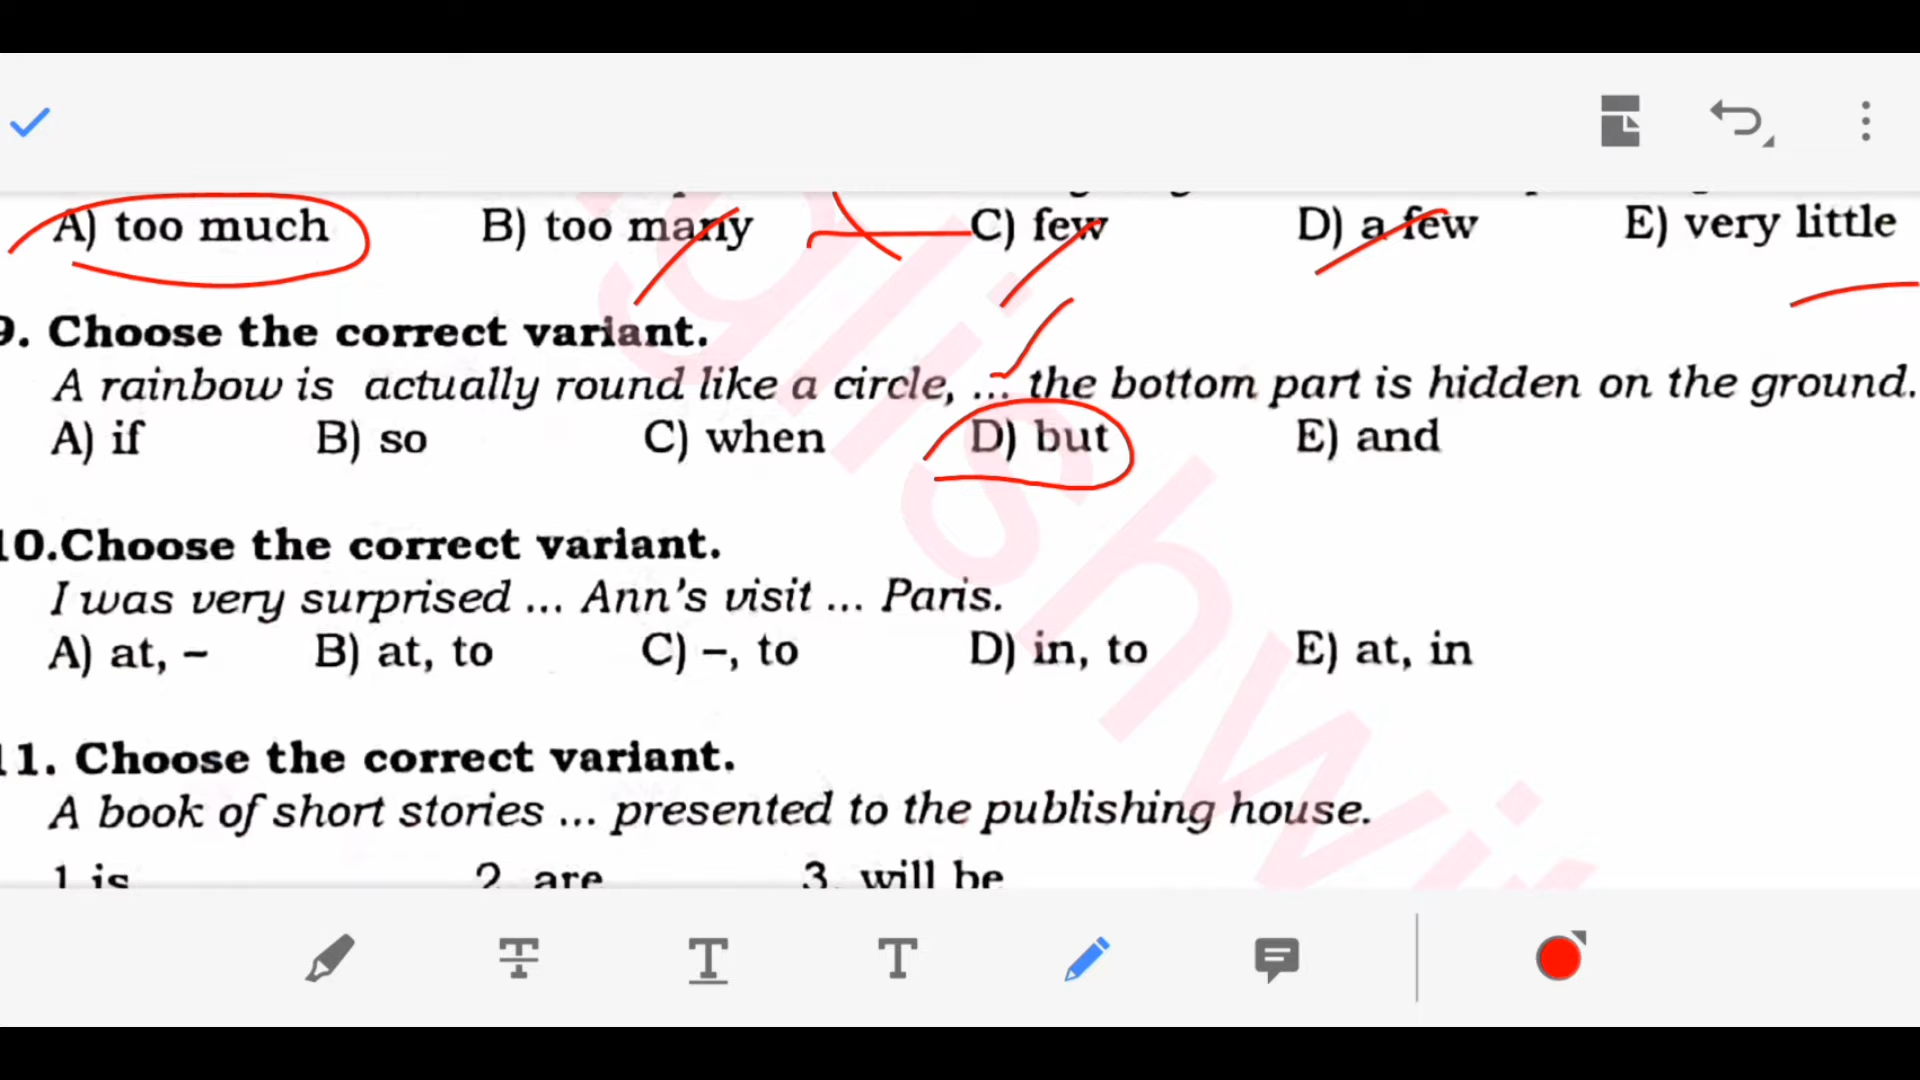 A) too much B) too many C) few D) a few E) very little
9. Choose the correct variant.
A rainbow is actually round like a circle, ... the bottom part is hidden on the ground.
A) if B) so C) when D) but E) and
10.Choose the correct variant.
I was very surprised ... Ann's visit ... Paris.
A) at, – B) at, to C) –, to D) in, to E) at, in
11. Choose the correct variant.
A book of short stories ... presented to the publishing house.
1 is 2 are 3. will be